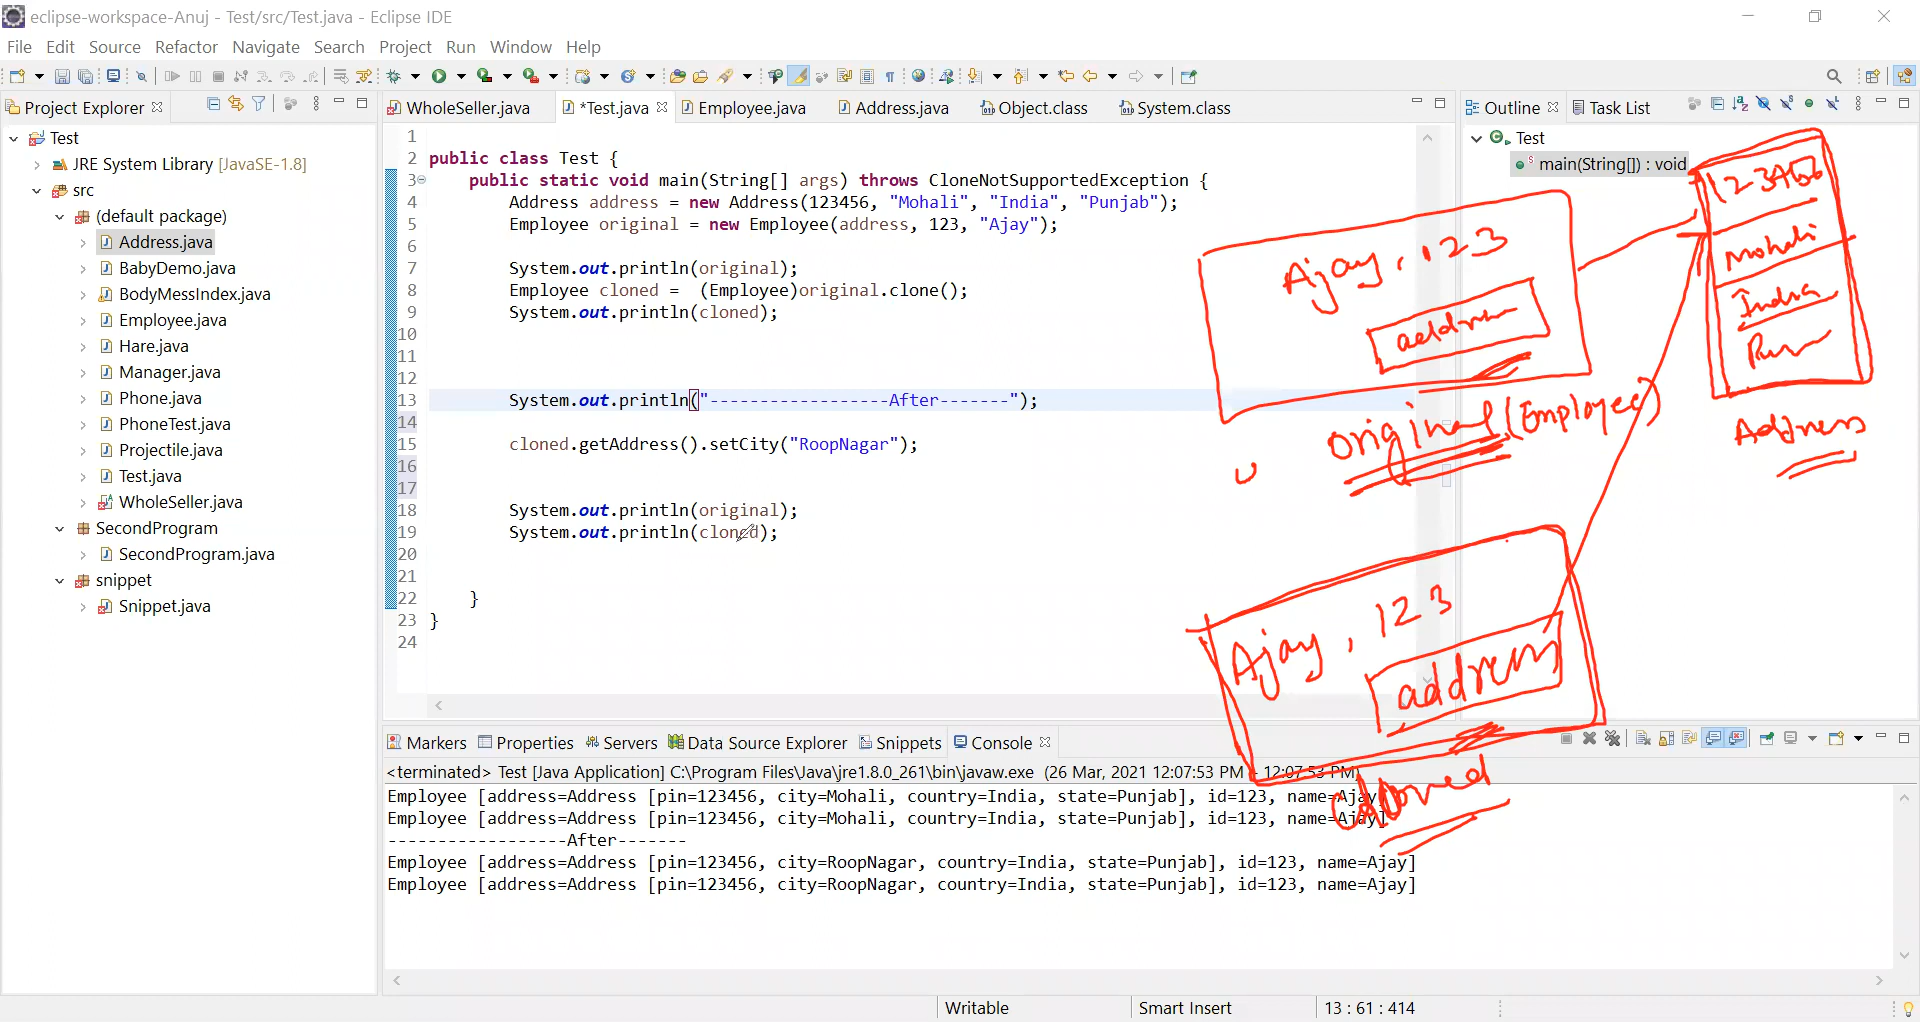 eclipse-workspace-Anuj - Test/src/Test.java - Eclipse IDE
File Edit Source Refactor Navigate Search Project Run Window Help
Project Explorer
WholeSeller.java
*Test.java
Employee.java
Address.java
Object.class
System.class
Outline
Task List
Test
JRE System Library [JavaSE-1.8]
src
(default package)
Address.java
BabyDemo.java
BodyMessIndex.java
Employee.java
Hare.java
Manager.java
Phone.java
PhoneTest.java
Projectile.java
Test.java
WholeSeller.java
SecondProgram
SecondProgram.java
snippet
Snippet.java
1
2 public class Test {
3 public static void main(String[] args) throws CloneNotSupportedException {
4 Address address = new Address(123456, "Mohali", "India", "Punjab");
5 Employee original = new Employee(address, 123, "Ajay");
6
7 System.out.println(original);
8 Employee cloned = (Employee)original.clone();
9 System.out.println(cloned);
10
11
12
13 System.out.println("------------------After-------");
14
15 cloned.getAddress().setCity("RoopNagar");
16
17
18 System.out.println(original);
19 System.out.println(cloned);
20
21
22 }
23 }
24
Test
main(String[]) : void
123456
Mohali
India
Address
Ajay, 123
address
Original (Employee)
Ajay, 123
address
Cloned
Markers Properties Servers Data Source Explorer Snippets Console
<terminated> Test [Java Application] C:\Program Files\Java\jre1.8.0_261\bin\javaw.exe (26 Mar, 2021 12:07:53 PM – 12:07:53 PM)
Employee [address=Address [pin=123456, city=Mohali, country=India, state=Punjab], id=123, name=Ajay]
Employee [address=Address [pin=123456, city=Mohali, country=India, state=Punjab], id=123, name=Ajay]
------------------After-------
Employee [address=Address [pin=123456, city=RoopNagar, country=India, state=Punjab], id=123, name=Ajay]
Employee [address=Address [pin=123456, city=RoopNagar, country=India, state=Punjab], id=123, name=Ajay]
Writable
Smart Insert
13 : 61 : 414